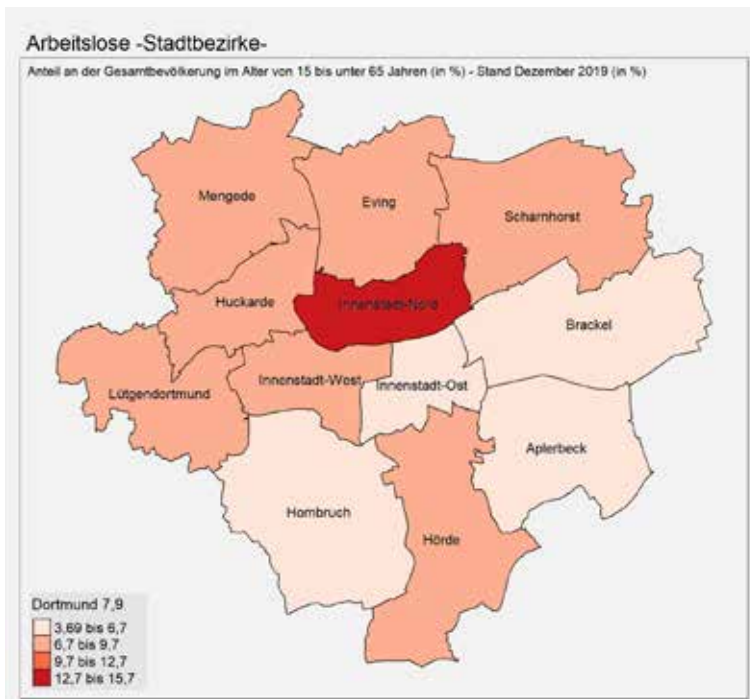 Arbeitslose -Stadtbezirke-
Anteil an der Gesamtbevölkerung im Alter von 15 bis unter 65 Jahren (in %) - Stand Dezember 2019 (in %)
Mengede
Eving
Scharnhorst
Huckarde
Innenstadt-Nord
Brackel
Lütgendortmund
Innenstadt-West
Innenstadt-Ost
Aplerbeck
Hombruch
Hörde
Dortmund 7,9
3,69 bis 6,7
6,7 bis 9,7
9,7 bis 12,7
12,7 bis 15,7